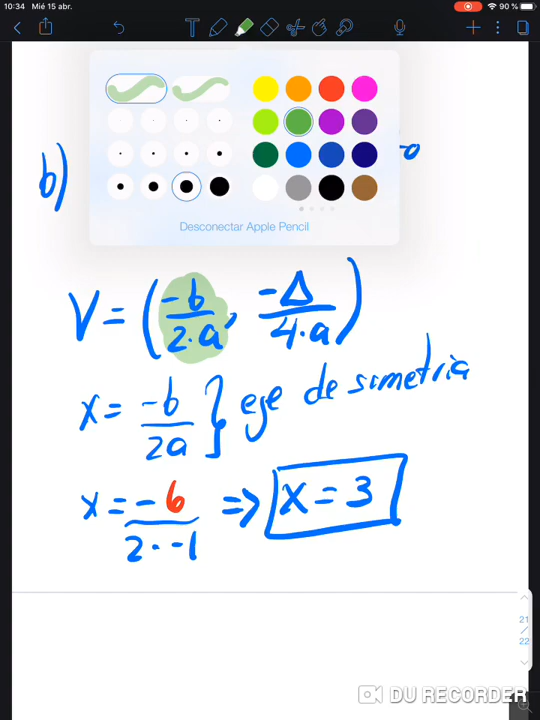 10:34 Mié 15 abr. 90 %
T
Desconectar Apple Pencil
b)
V = (-b/2·a, -Δ/4·a)
x = -b/2a } eje de simetria
x = -6/2·-1 => x = 3
21
/
22
DU RECORDER